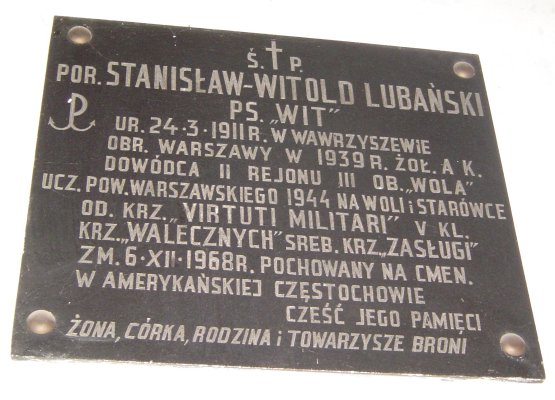 Ś.†P.
POR. STANISŁAW-WITOLD LUBAŃSKI
PS. "WIT"
UR. 24·3·1911R. W WAWRZYSZEWIE
OBR. WARSZAWY W 1939 R. ŻOŁ. A K.
DOWÓDCA II REJONU III OB. "WOLA"
UCZ. POW. WARSZAWSKIEGO 1944 NA WOLI i STARÓWCE
OD. KRZ. "VIRTUTI MILITARI" V KL.
KRZ. "WALECZNYCH" SREB. KRZ. "ZASŁUGI"
ZM. 6·XII·1968R. POCHOWANY NA CMEN.
W AMERYKAŃSKIEJ CZĘSTOCHOWIE
CZEŚĆ JEGO PAMIĘCI
ŻONA, CÓRKA, RODZINA i TOWARZYSZE BRONI